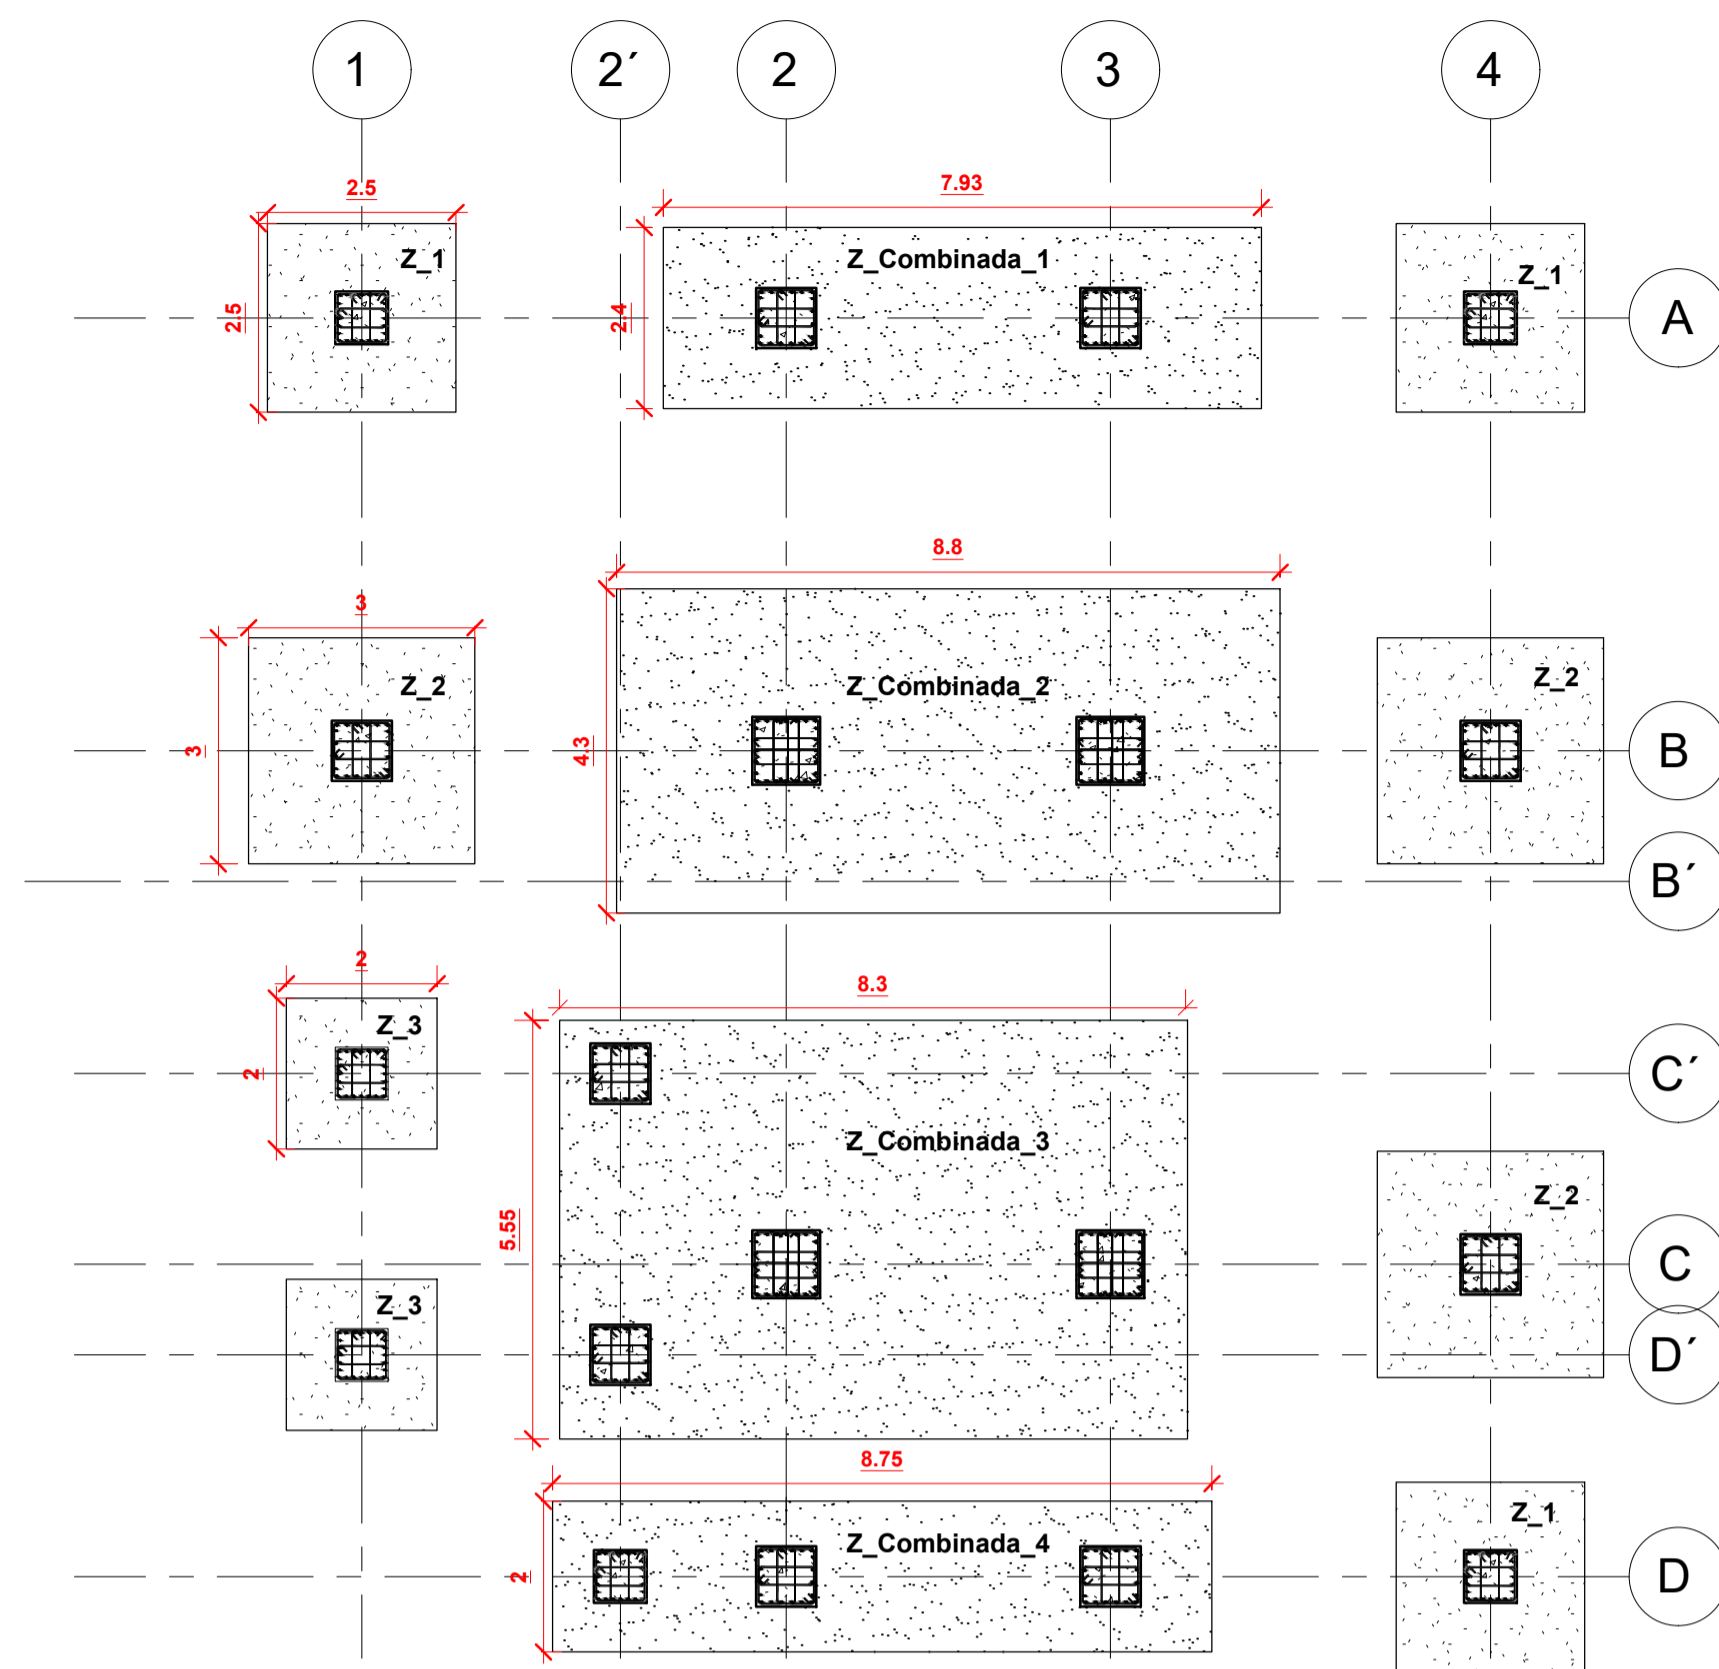 1
2´
2
3
4
2.5
7.93
Z_1
Z_Combinada_1
Z_1
2.5
2.4
A
8.8
3
Z_2
Z_Combinada_2
Z_2
3
4.3
B
B´
2
8.3
Z_3
2
C´
Z_Combinada_3
Z_2
5.55
C
Z_3
D´
8.75
Z_1
Z_Combinada_4
2
D